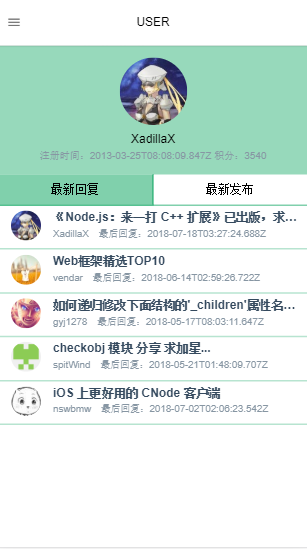 USER
XadillaX
注册时间：2013-03-25T08:08:09.847Z 积分：3540
最新回复
最新发布
《Node.js：来一打 C++ 扩展》已出版，求…
XadillaX 最后回复：2018-07-18T03:27:24.688Z
Web框架精选TOP10
vendar 最后回复：2018-06-14T02:59:26.722Z
如何递归修改下面结构的'_children'属性名…
gyj1278 最后回复：2018-05-17T08:03:11.647Z
checkobj 模块 分享 求加星...
spitWind 最后回复：2018-05-21T01:48:09.707Z
iOS 上更好用的 CNode 客户端
nswbmw 最后回复：2018-07-02T02:06:23.542Z